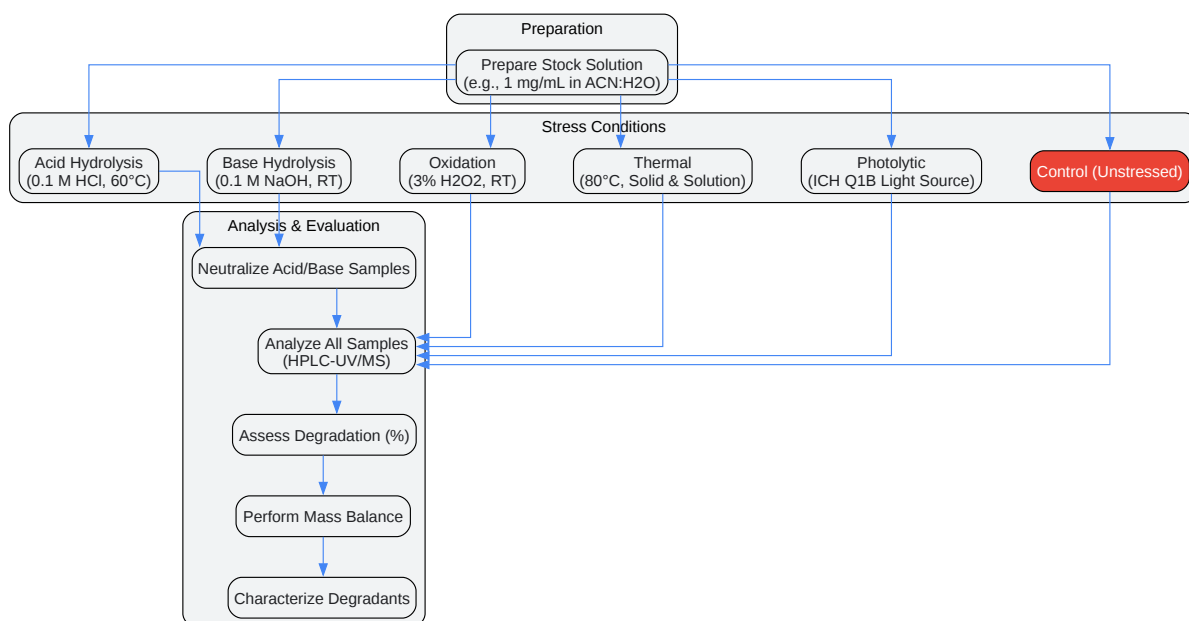 Preparation
Prepare Stock Solution
(e.g., 1 mg/mL in ACN:H2O)
Stress Conditions
Acid Hydrolysis
(0.1 M HCl, 60°C)
Base Hydrolysis
(0.1 M NaOH, RT)
Oxidation
(3% H2O2, RT)
Thermal
(80°C, Solid & Solution)
Photolytic
(ICH Q1B Light Source)
Control (Unstressed)
Analysis & Evaluation
Neutralize Acid/Base Samples
Analyze All Samples
(HPLC-UV/MS)
Assess Degradation (%)
Perform Mass Balance
Characterize Degradants